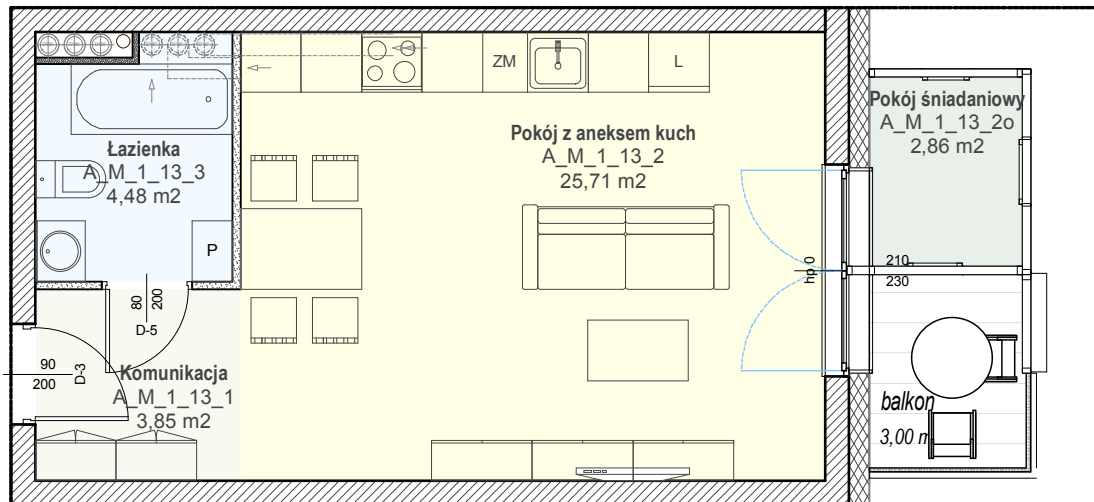 ZM
L
Pokój z aneksem kuch
A_M_1_13_2
25,71 m2
Pokój śniadaniowy
A_M_1_13_2o
2,86 m2
Łazienka
A_M_1_13_3
4,48 m2
P
80
200
D-5
90
200
D-3
Komunikacja
A_M_1_13_1
3,85 m2
hp 0
210
230
balkon
3,00 m